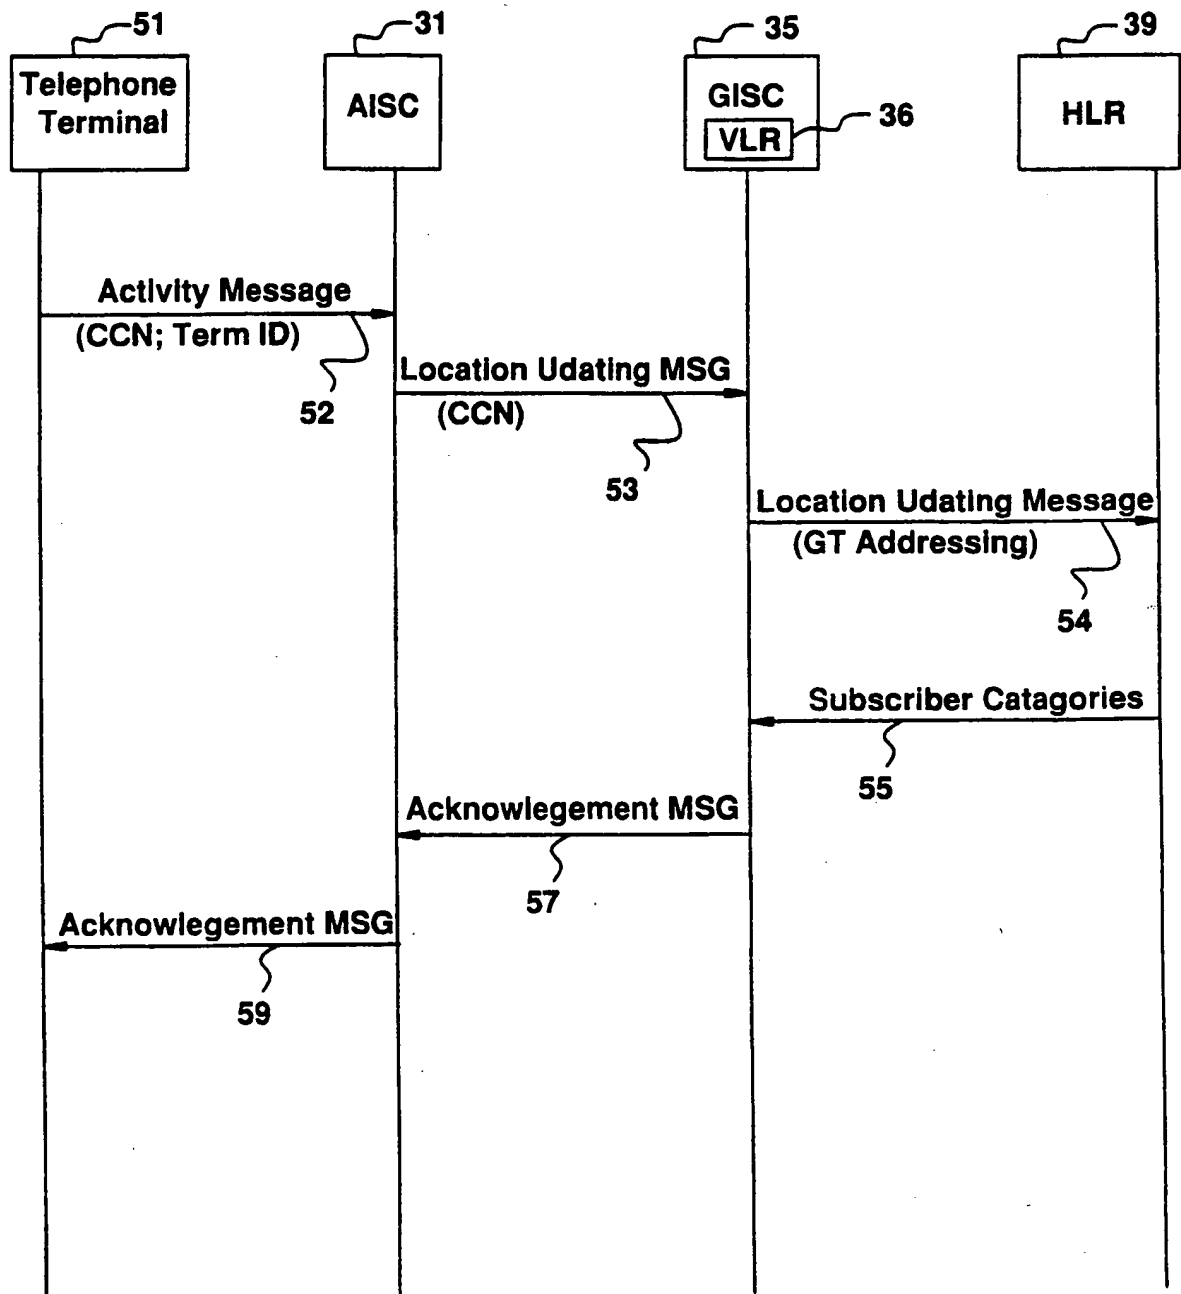 51
31
35
39
Telephone
Terminal
AISC
GISC
VLR
36
HLR
Activity Message
(CCN; Term ID)
52
Location Udating MSG
(CCN)
53
Location Udating Message
(GT Addressing)
54
Subscriber Catagories
55
Acknowlegement MSG
57
Acknowlegement MSG
59